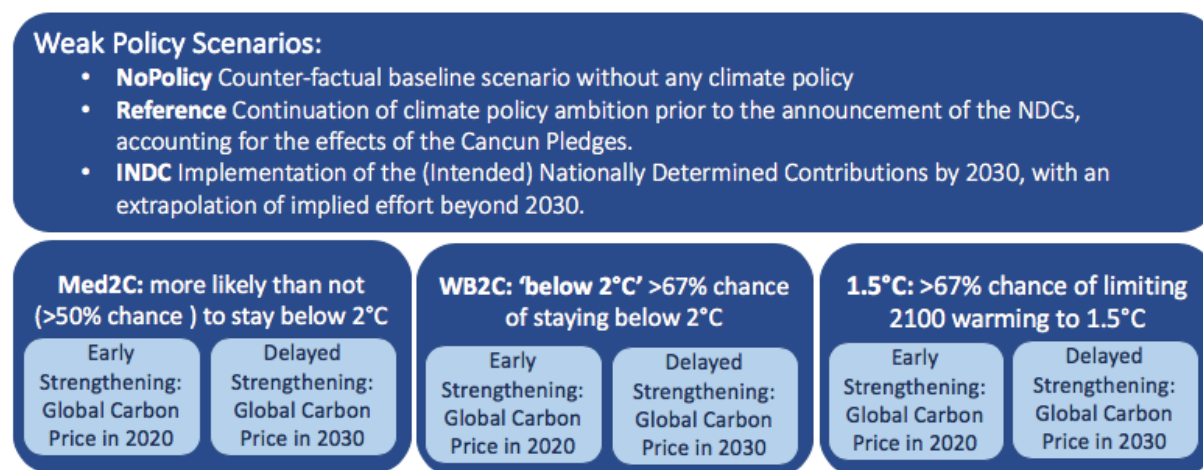 Weak Policy Scenarios:
• NoPolicy Counter-factual baseline scenario without any climate policy
• Reference Continuation of climate policy ambition prior to the announcement of the NDCs,
accounting for the effects of the Cancun Pledges.
• INDC Implementation of the (Intended) Nationally Determined Contributions by 2030, with an
extrapolation of implied effort beyond 2030.
Med2C: more likely than not
(>50% chance ) to stay below 2°C
Early
Strengthening:
Global Carbon
Price in 2020
Delayed
Strengthening:
Global Carbon
Price in 2030
WB2C: ‘below 2°C’ >67% chance
of staying below 2°C
Early
Strengthening:
Global Carbon
Price in 2020
Delayed
Strengthening:
Global Carbon
Price in 2030
1.5°C: >67% chance of limiting
2100 warming to 1.5°C
Early
Strengthening:
Global Carbon
Price in 2020
Delayed
Strengthening:
Global Carbon
Price in 2030